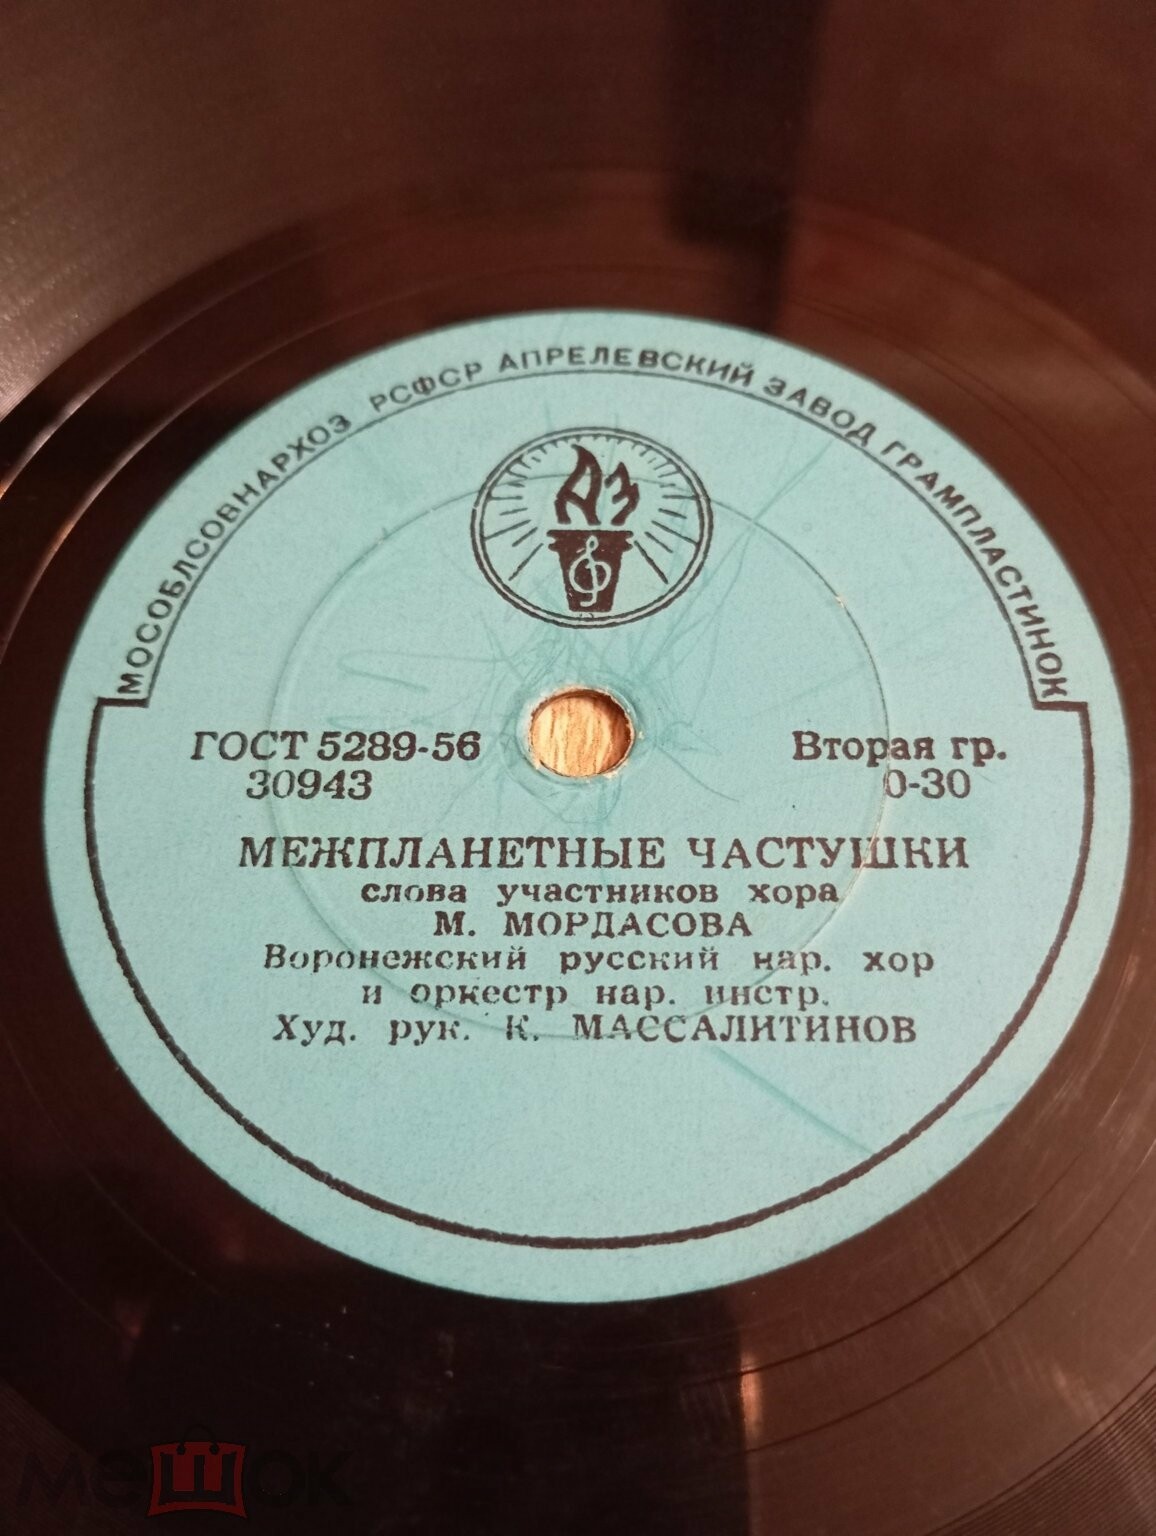 МОСОБЛСОВНАРХОЗ РСФСР АПРЕЛЕВСКИЙ ЗАВОД ГРАМПЛАСТИНОК
АЗ
ГОСТ 5289-56
30943
Вторая гр.
0-30
МЕЖПЛАНЕТНЫЕ ЧАСТУШКИ
слова участников хора
М. МОРДАСОВА
Воронежский русский нар. хор
и оркестр нар. инстр.
Худ. рук. К. МАССАЛИТИНОВ
мешок